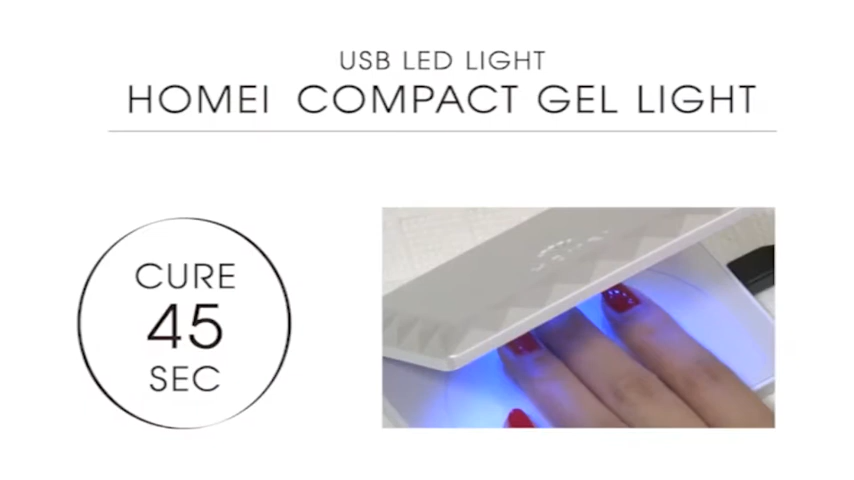 USB LED LIGHT
HOMEI COMPACT GEL LIGHT
CURE
45
SEC